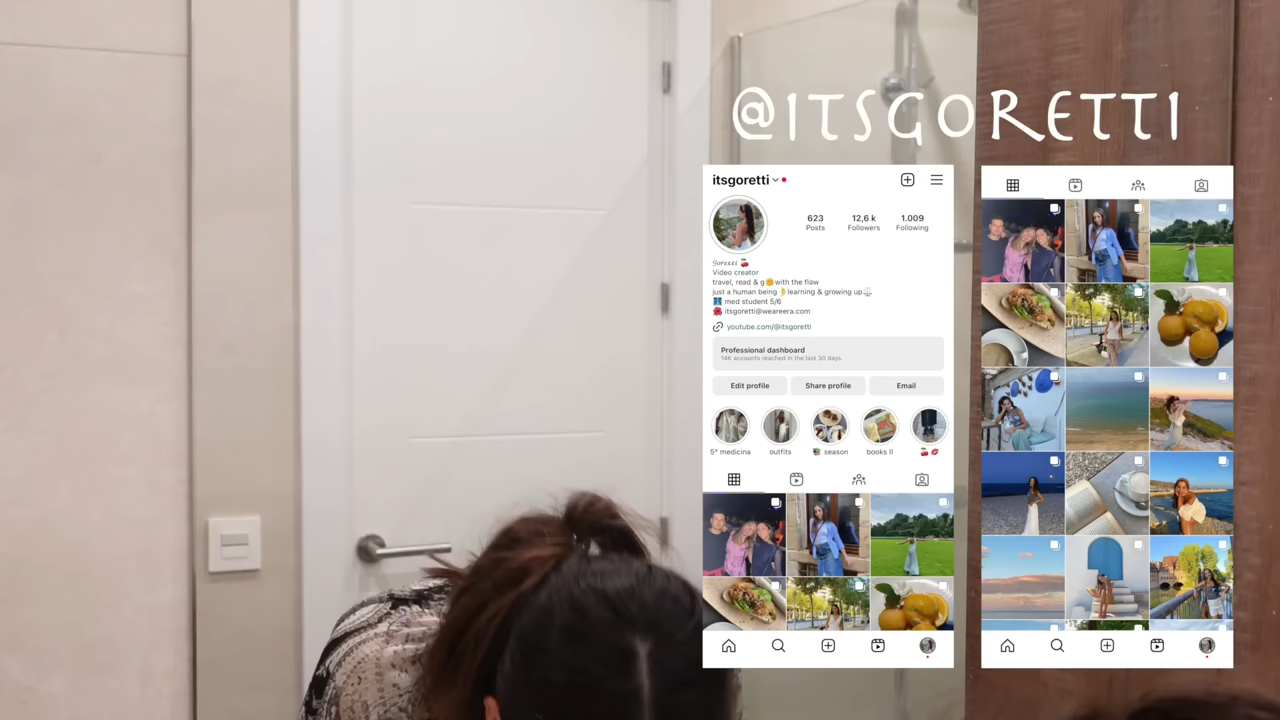 @ITSGORETTI
itsgoretti
623
Posts
12,6 k
Followers
1.009
Following
Goretti 🍒
Video creator
travel, read & g🌼with the flow
just a human being 👌learning & growing up
med student 5/6
🌺 itsgoretti@weareera.com
youtube.com/@itsgoretti
Professional dashboard
14K accounts reached in the last 30 days.
Edit profile
Share profile
Email
5º medicina
outfits
📚 season
books II
🍒 💋